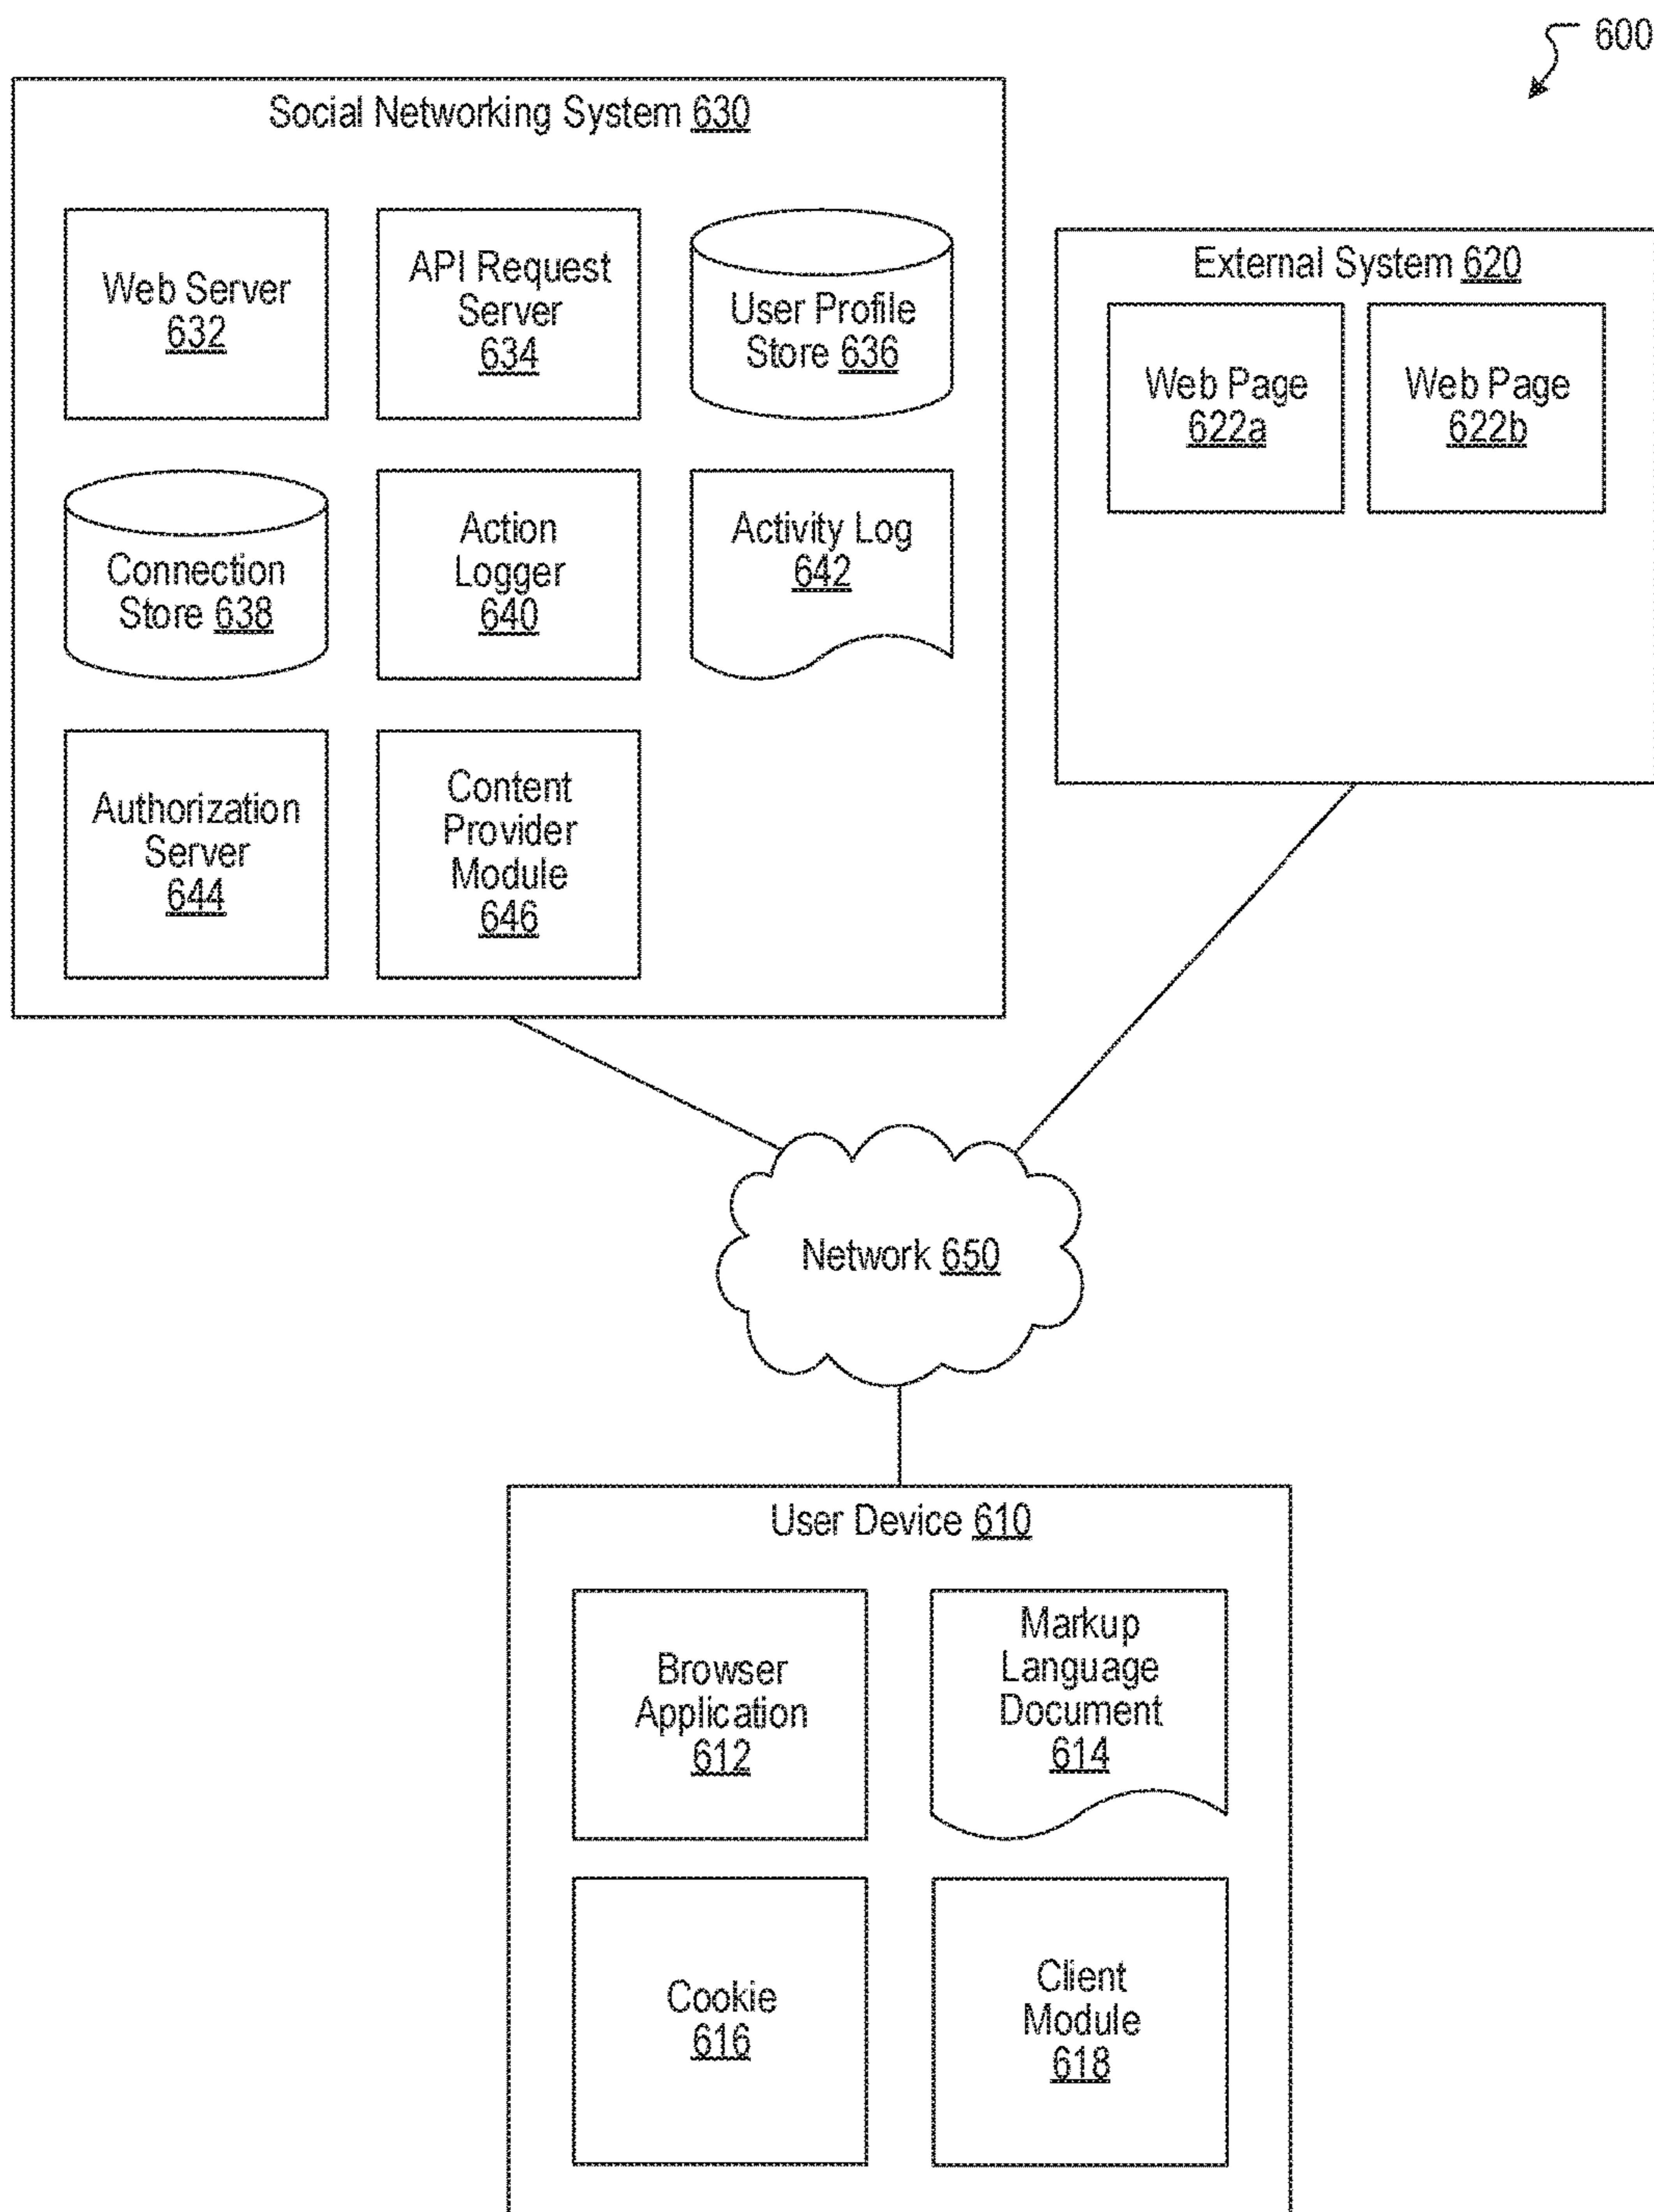 600
Social Networking System 630
Web Server
632
API Request
Server
634
User Profile
Store 636
Connection
Store 638
Action
Logger
640
Activity Log
642
Authorization
Server
644
Content
Provider
Module
646
External System 620
Web Page
622a
Web Page
622b
Network 650
User Device 610
Browser
Application
612
Markup
Language
Document
614
Cookie
616
Client
Module
618